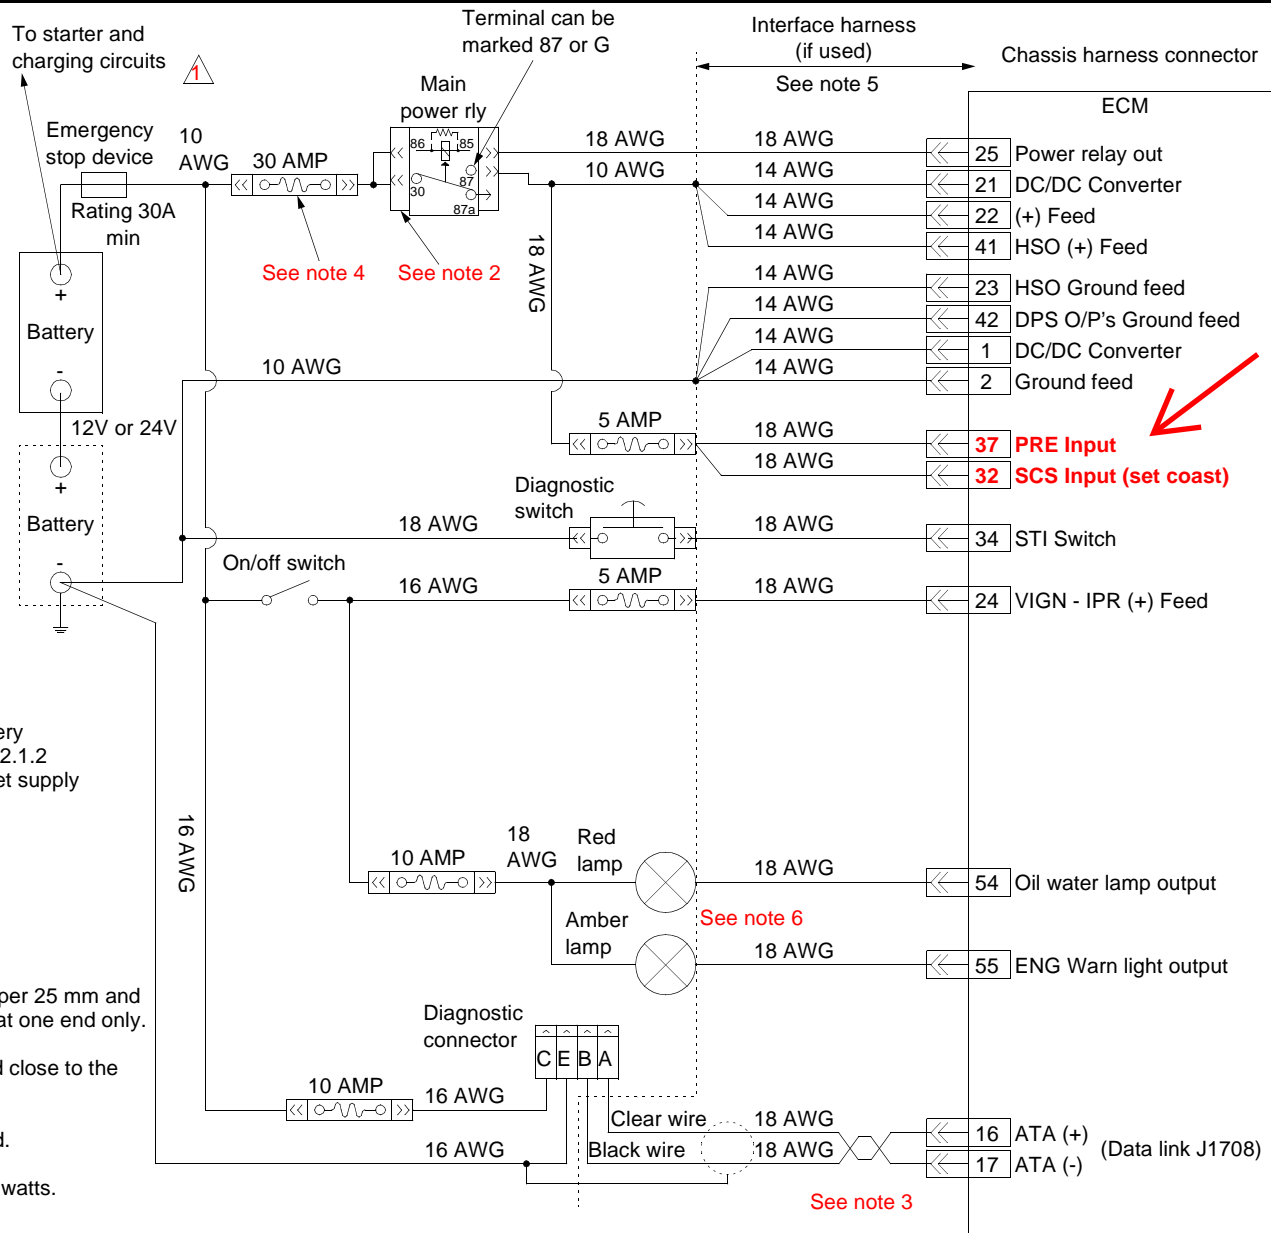 To starter and
charging circuits
1
Terminal can be
marked 87 or G
Interface harness
(if used)
See note 5
Chassis harness connector
ECM
Emergency
stop device
Rating 30A
min
10
AWG
30 AMP
See note 4
Main
power rly
86
85
30
87
87a
See note 2
18 AWG
18 AWG
25 Power relay out
10 AWG
14 AWG
21 DC/DC Converter
14 AWG
22 (+) Feed
14 AWG
41 HSO (+) Feed
18 AWG
14 AWG
23 HSO Ground feed
14 AWG
42 DPS O/P's Ground feed
14 AWG
1 DC/DC Converter
10 AWG
14 AWG
2 Ground feed
+
Battery
-
12V or 24V
+
Battery
-
5 AMP
18 AWG
37 PRE Input
18 AWG
32 SCS Input (set coast)
Diagnostic
switch
18 AWG
18 AWG
34 STI Switch
On/off switch
16 AWG
5 AMP
18 AWG
24 VIGN - IPR (+) Feed
ery
2.1.2
et supply
16 AWG
10 AMP
18
AWG
Red
lamp
18 AWG
54 Oil water lamp output
See note 6
Amber
lamp
18 AWG
55 ENG Warn light output
per 25 mm and
at one end only.
d close to the
d.
watts.
Diagnostic
connector
C E B A
10 AMP
16 AWG
16 AWG
Clear wire
18 AWG
16 ATA (+)
Black wire
18 AWG
17 ATA (-)
(Data link J1708)
See note 3